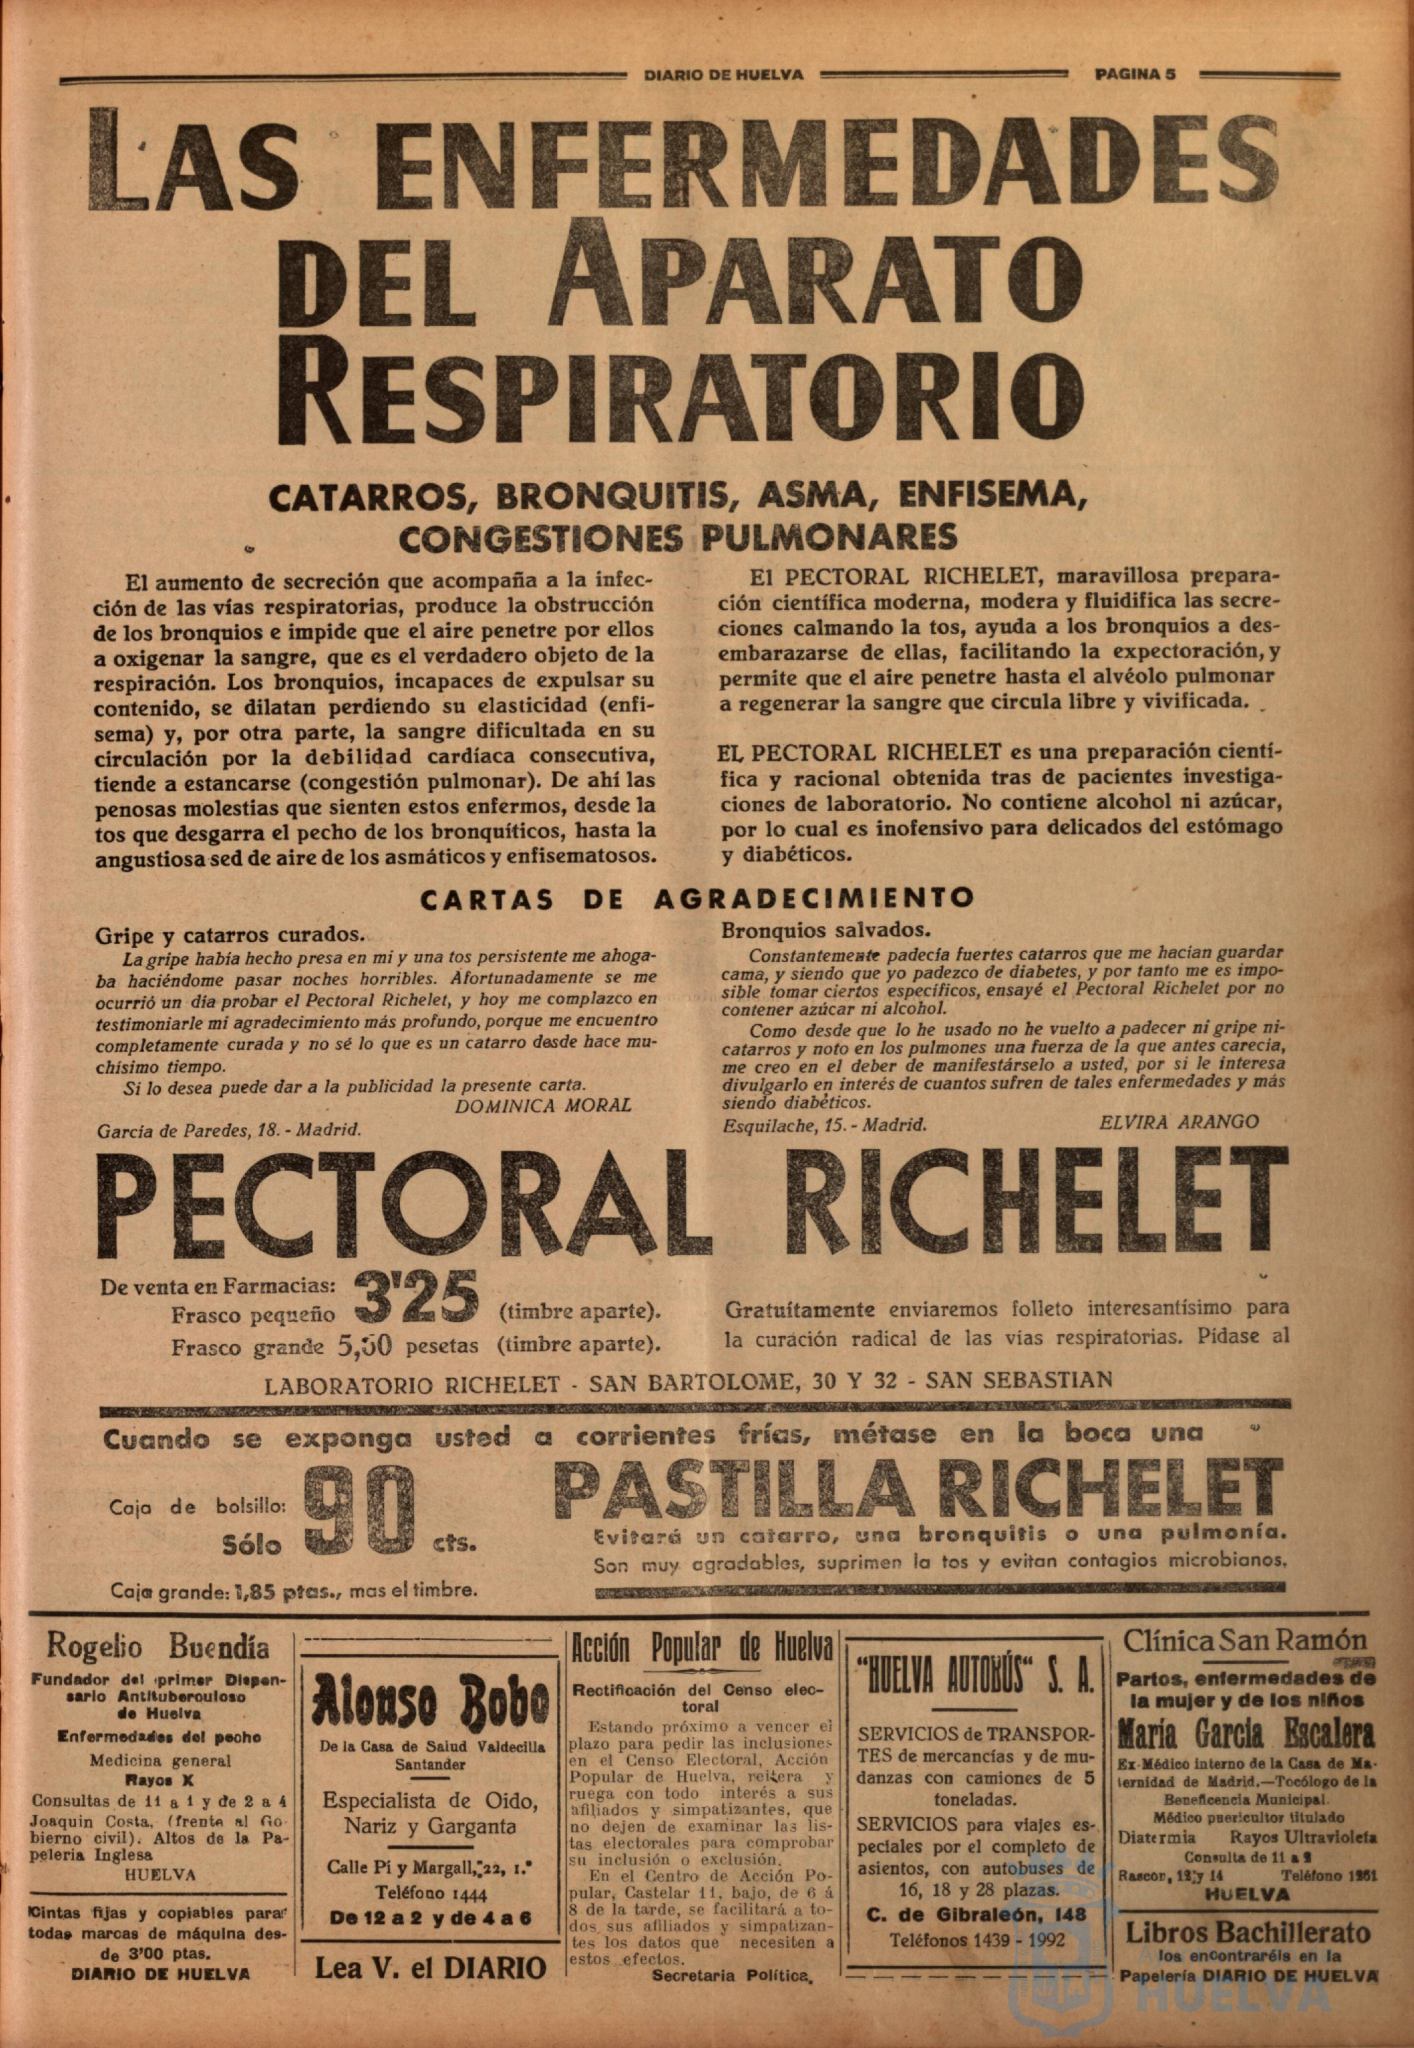 DIARIO DE HUELVA
PAGINA 5
LAS ENFERMEDADES
DEL APARATO
RESPIRATORIO
CATARROS, BRONQUITIS, ASMA, ENFISEMA,
CONGESTIONES PULMONARES
El aumento de secreción que acompaña a la infec-
ción de las vías respiratorias, produce la obstrucción
de los bronquios e impide que el aire penetre por ellos
a oxigenar la sangre, que es el verdadero objeto de la
respiración. Los bronquios, incapaces de expulsar su
contenido, se dilatan perdiendo su elasticidad (enfi-
sema) y, por otra parte, la sangre dificultada en su
circulación por la debilidad cardíaca consecutiva,
tiende a estancarse (congestión pulmonar). De ahí las
penosas molestias que sienten estos enfermos, desde la
tos que desgarra el pecho de los bronquíticos, hasta la
angustiosa sed de aire de los asmáticos y enfisematosos.
El PECTORAL RICHELET, maravillosa prepara-
ción científica moderna, modera y fluidifica las secre-
ciones calmando la tos, ayuda a los bronquios a des-
embarazarse de ellas, facilitando la expectoración, y
permite que el aire penetre hasta el alvéolo pulmonar
a regenerar la sangre que circula libre y vivificada.
EL PECTORAL RICHELET es una preparación cientí-
fica y racional obtenida tras de pacientes investiga-
ciones de laboratorio. No contiene alcohol ni azúcar,
por lo cual es inofensivo para delicados del estómago
y diabéticos.
CARTAS DE AGRADECIMIENTO
Gripe y catarros curados.
La gripe había hecho presa en mi y una tos persistente me ahoga-
ba haciéndome pasar noches horribles. Afortunadamente se me
ocurrió un día probar el Pectoral Richelet, y hoy me complazco en
testimoniarle mi agradecimiento más profundo, porque me encuentro
completamente curada y no sé lo que es un catarro desde hace mu-
chísimo tiempo.
Si lo desea puede dar a la publicidad la presente carta.
DOMINICA MORAL
García de Paredes, 18. - Madrid.
Bronquios salvados.
Constantemente padecía fuertes catarros que me hacían guardar
cama, y siendo que yo padezco de diabetes, y por tanto me es impo-
sible tomar ciertos específicos, ensayé el Pectoral Richelet por no
contener azúcar ni alcohol.
Como desde que lo he usado no he vuelto a padecer ni gripe ni-
catarros y noto en los pulmones una fuerza de la que antes carecía,
me creo en el deber de manifestárselo a usted, por si le interesa
divulgarlo en interés de cuantos sufren de tales enfermedades y más
siendo diabéticos.
Esquilache, 15. - Madrid.
ELVIRA ARANGO
PECTORAL RICHELET
De venta en Farmacias:
Frasco pequeño 3'25 (timbre aparte).
Frasco grande 5,50 pesetas (timbre aparte).
Gratuitamente enviaremos folleto interesantísimo para
la curación radical de las vías respiratorias. Pídase al
LABORATORIO RICHELET - SAN BARTOLOME, 30 Y 32 - SAN SEBASTIAN
Cuando se exponga usted a corrientes frías, métase en la boca una
PASTILLA RICHELET
Caja de bolsillo:
Sólo 90 cts.
Caja grande: 1,85 ptas., mas el timbre.
Evitará un catarro, una bronquitis o una pulmonía.
Son muy agradables, suprimen la tos y evitan contagios microbianos.
Rogelio Buendía
Fundador del primer Dispen-
sario Antituberculoso
de Huelva
Enfermedades del pecho
Medicina general
Rayos X
Consultas de 11 a 1 y de 2 a 4
Joaquin Costa, (frente al Go-
bierno civil). Altos de la Pa-
pelería Inglesa
HUELVA
Cintas fijas y copiables para
todas marcas de máquina des-
de 3'00 ptas.
DIARIO DE HUELVA
Alonso Bobo
De la Casa de Salud Valdecilla
Santander
Especialista de Oido,
Nariz y Garganta
Calle Pí y Margall, 22, 1.º
Teléfono 1444
De 12 a 2 y de 4 a 6
Lea V. el DIARIO
Acción Popular de Huelva
Rectificación del Censo elec-
toral
Estando próximo a vencer el
plazo para pedir las inclusiones
en el Censo Electoral, Acción
Popular de Huelva, reitera y
ruega con todo interés a sus
afiliados y simpatizantes, que
no dejen de examinar las lis-
tas electorales para comprobar
su inclusión o exclusión.
En el Centro de Acción Po-
pular, Castelar 11, bajo, de 6 á
8 de la tarde, se facilitará a to-
dos sus afiliados y simpatizan-
tes los datos que necesiten a
estos efectos.
Secretaria Política.
"HUELVA AUTOBÚS" S. A.
SERVICIOS de TRANSPOR-
TES de mercancías y de mu-
danzas con camiones de 5
toneladas.
SERVICIOS para viajes es-
peciales por el completo de
asientos, con autobuses de
16, 18 y 28 plazas.
C. de Gibraleón, 148
Teléfonos 1439 - 1992
Clínica San Ramón
Partos, enfermedades de
la mujer y de los niños
María García Escalera
Ex-Médico interno de la Casa de Ma-
ternidad de Madrid.—Tocólogo de la
Beneficencia Municipal.
Médico puericultor titulado
Diatermia Rayos Ultravioleta
Consulta de 11 a 2
Rascon, 12 y 14 Teléfono 1261
HUELVA
Libros Bachillerato
los encontraréis en la
Papelería DIARIO DE HUELVA
HUELVA